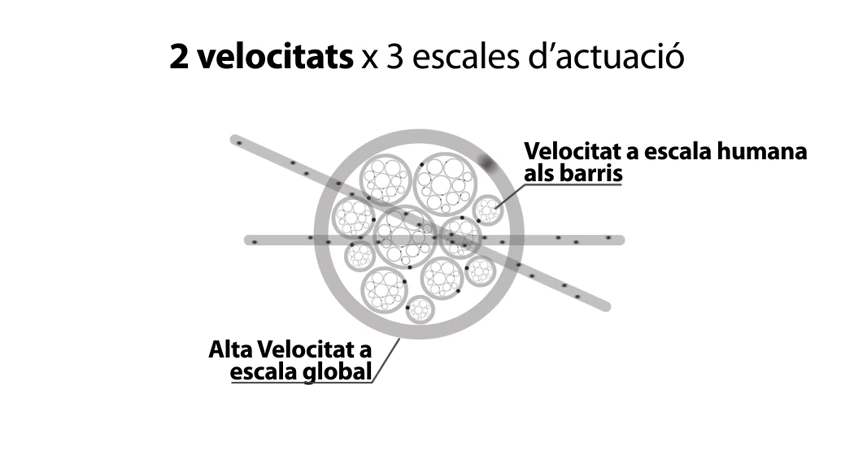 2 velocitats x 3 escales d’actuació
Velocitat a escala humana
als barris
Alta Velocitat a
escala global